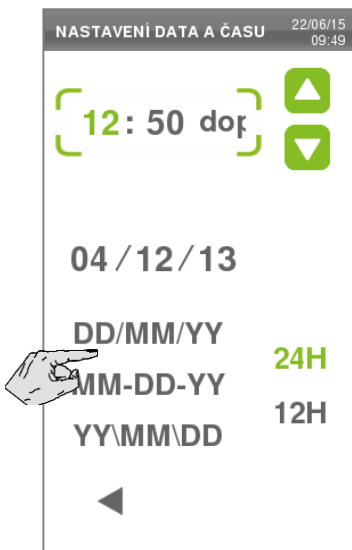 NASTAVENÍ DATA A ČASU
22/06/15
09:49
12: 50 dop
04/12/13
DD/MM/YY
MM-DD-YY
YY\MM\DD
24H
12H